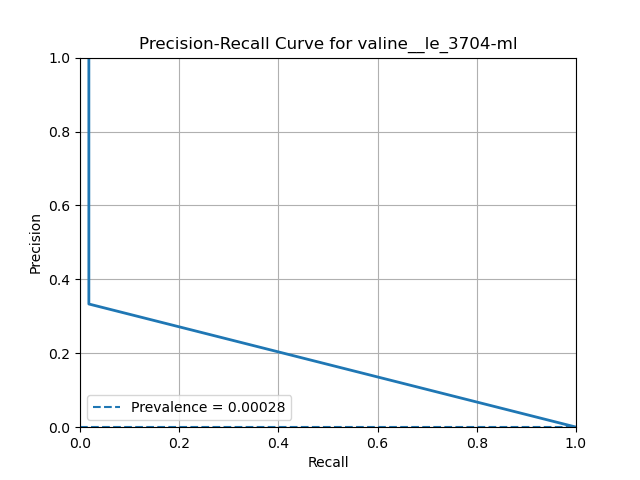 Precision-Recall Curve for valine__le_3704-ml
1.0
0.8
0.6
0.4
0.2
0.0
Precision
Prevalence = 0.00028
0.0 0.2 0.4 0.6 0.8 1.0
Recall